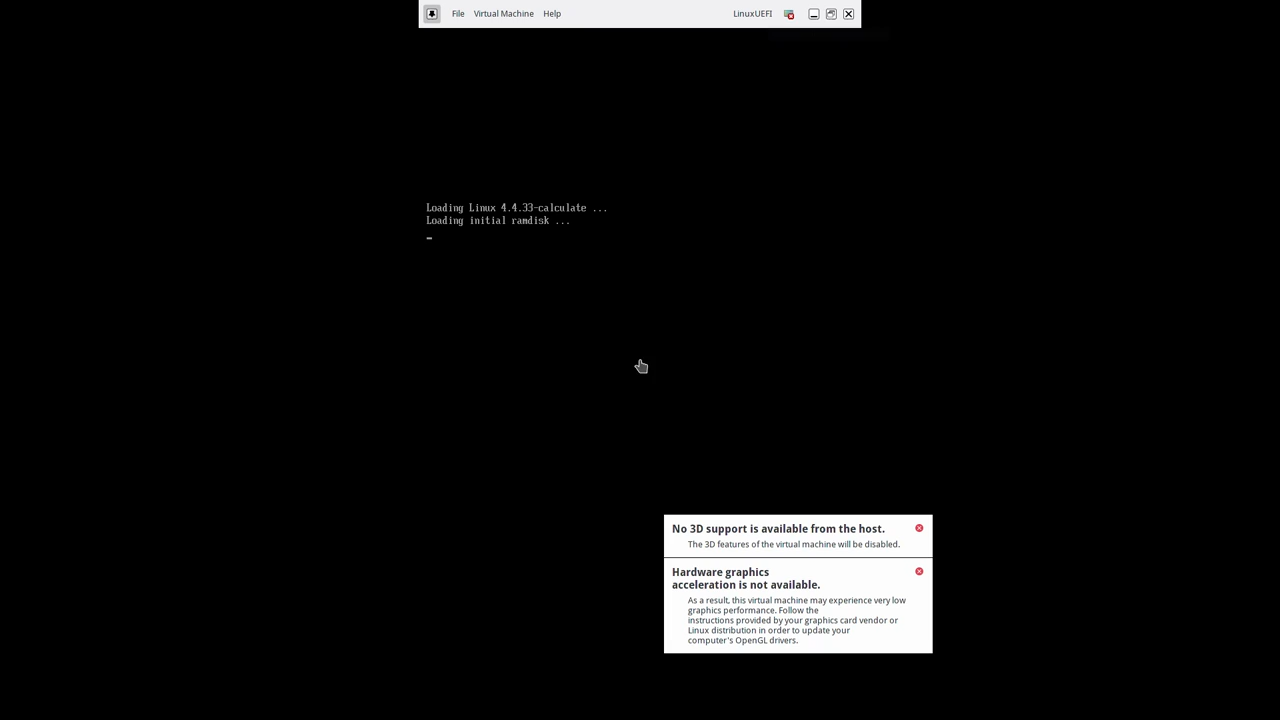 File Virtual Machine Help LinuxUEFI
Loading Linux 4.4.33-calculate ...
Loading initial ramdisk ...
No 3D support is available from the host.
The 3D features of the virtual machine will be disabled.
Hardware graphics
acceleration is not available.
As a result, this virtual machine may experience very low
graphics performance. Follow the
instructions provided by your graphics card vendor or
Linux distribution in order to update your
computer's OpenGL drivers.